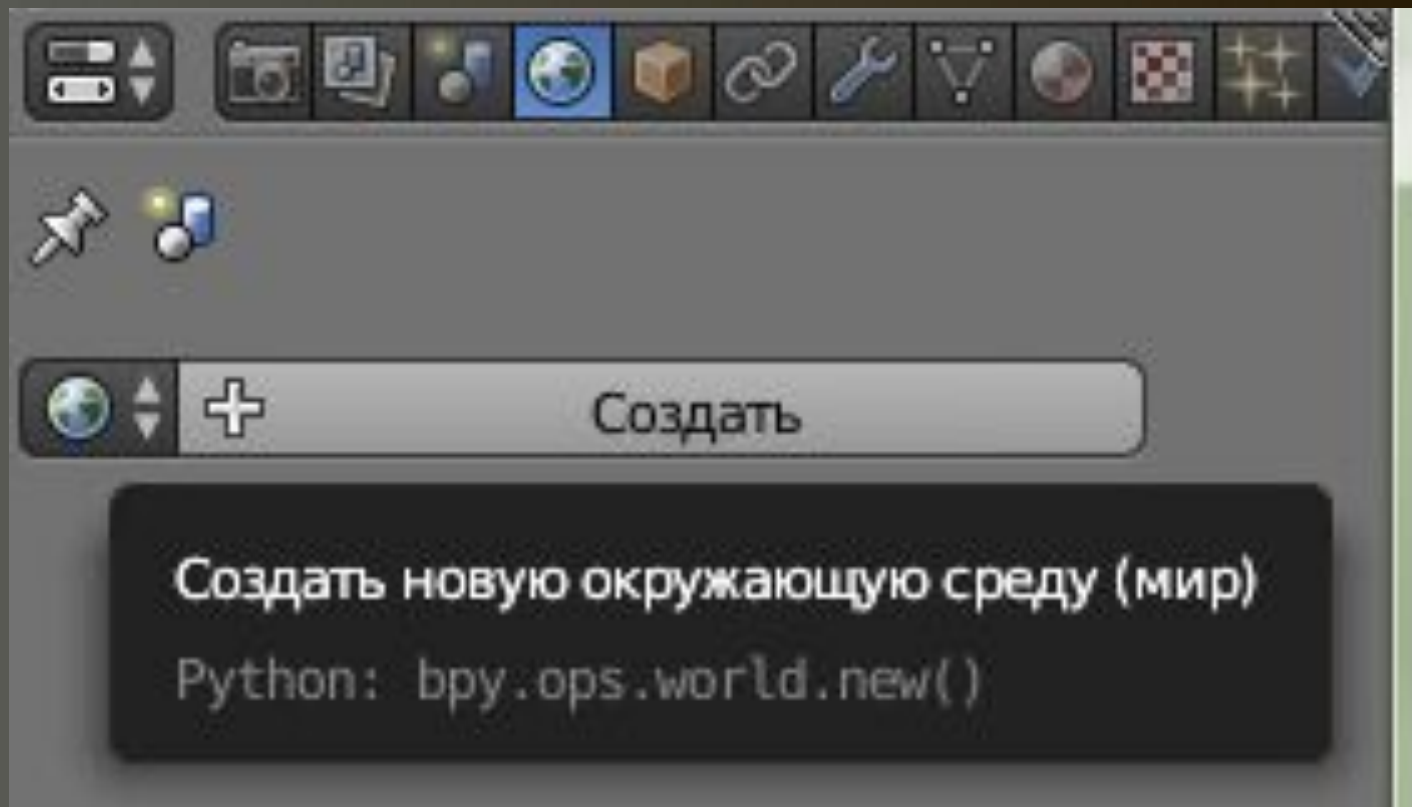 Создать
Создать новую окружающую среду (мир)
Python: bpy.ops.world.new()